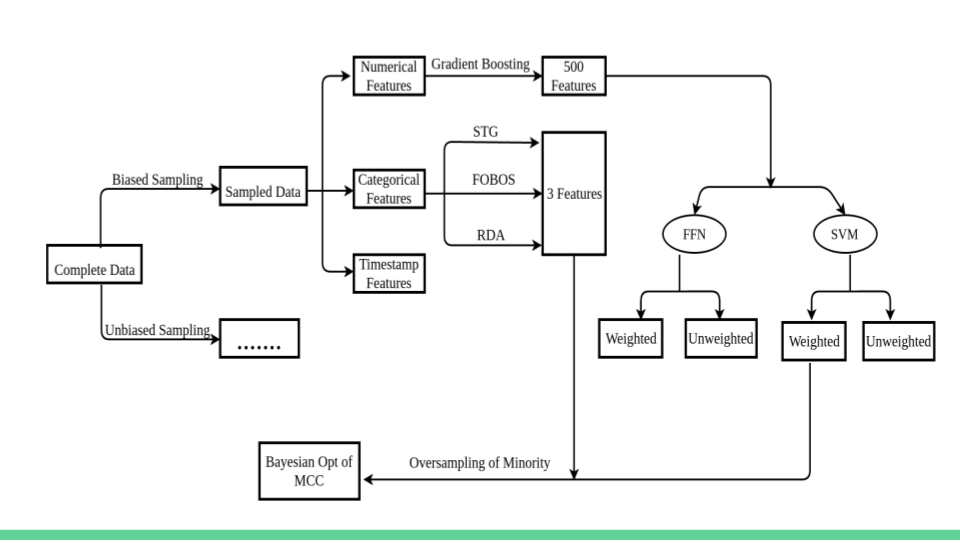 Numerical
Features
Gradient Boosting
500
Features
STG
Biased Sampling
Sampled Data
Categorical
Features
FOBOS
3 Features
RDA
Timestamp
Features
Complete Data
Unbiased Sampling
.......
FFN
SVM
Weighted
Unweighted
Weighted
Unweighted
Bayesian Opt of
MCC
Oversampling of Minority